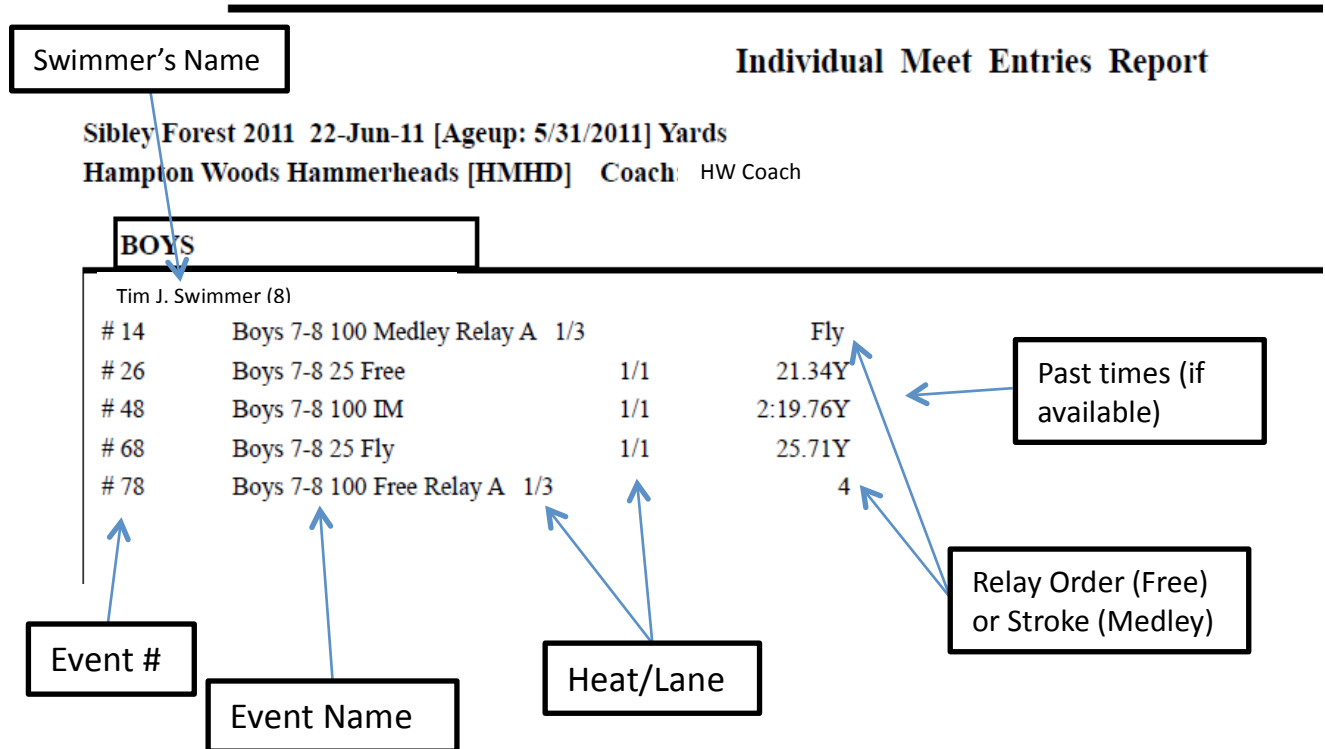 Swimmer's Name
Individual Meet Entries Report
Sibley Forest 2011 22-Jun-11 [Ageup: 5/31/2011] Yards
Hampton Woods Hammerheads [HMHD] Coach: HW Coach
BOYS
Tim J. Swimmer (8)
# 14 Boys 7-8 100 Medley Relay A 1/3 Fly
# 26 Boys 7-8 25 Free 1/1 21.34Y
# 48 Boys 7-8 100 IM 1/1 2:19.76Y
# 68 Boys 7-8 25 Fly 1/1 25.71Y
# 78 Boys 7-8 100 Free Relay A 1/3 4
Past times (if
available)
Relay Order (Free)
or Stroke (Medley)
Event #
Event Name
Heat/Lane